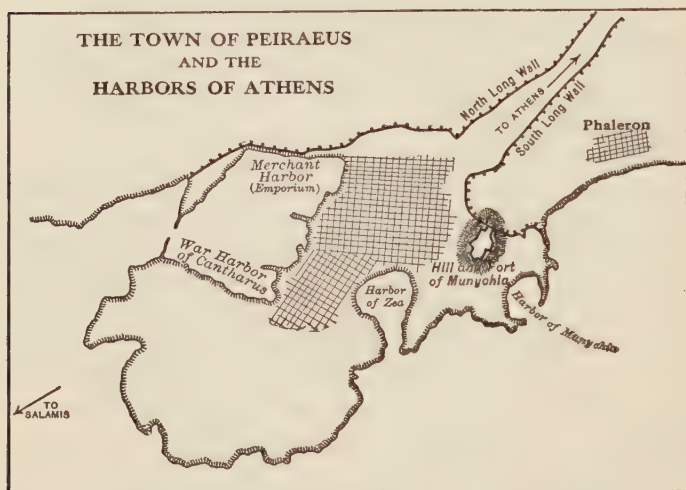 THE TOWN OF PEIRAEUS
AND THE
HARBORS OF ATHENS
North Long Wall
TO ATHENS
South Long Wall
Phaleron
Merchant
Harbor
(Emporium)
War Harbor
of Cantharus
Harbor
of Zea
Hill and Fort
of Munychia
Harbor of Munychia
TO
SALAMIS